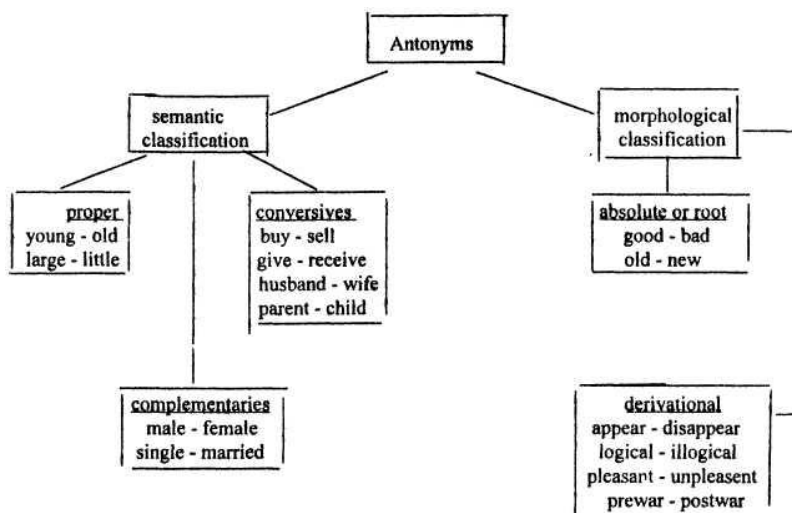 Antonyms
semantic
classification
morphological
classification
proper
young - old
large - little
conversives
buy - sell
give - receive
husband - wife
parent - child
absolute or root
good - bad
old - new
complementaries
male - female
single - married
derivational
appear - disappear
logical - illogical
pleasant - unpleasent
prewar - postwar